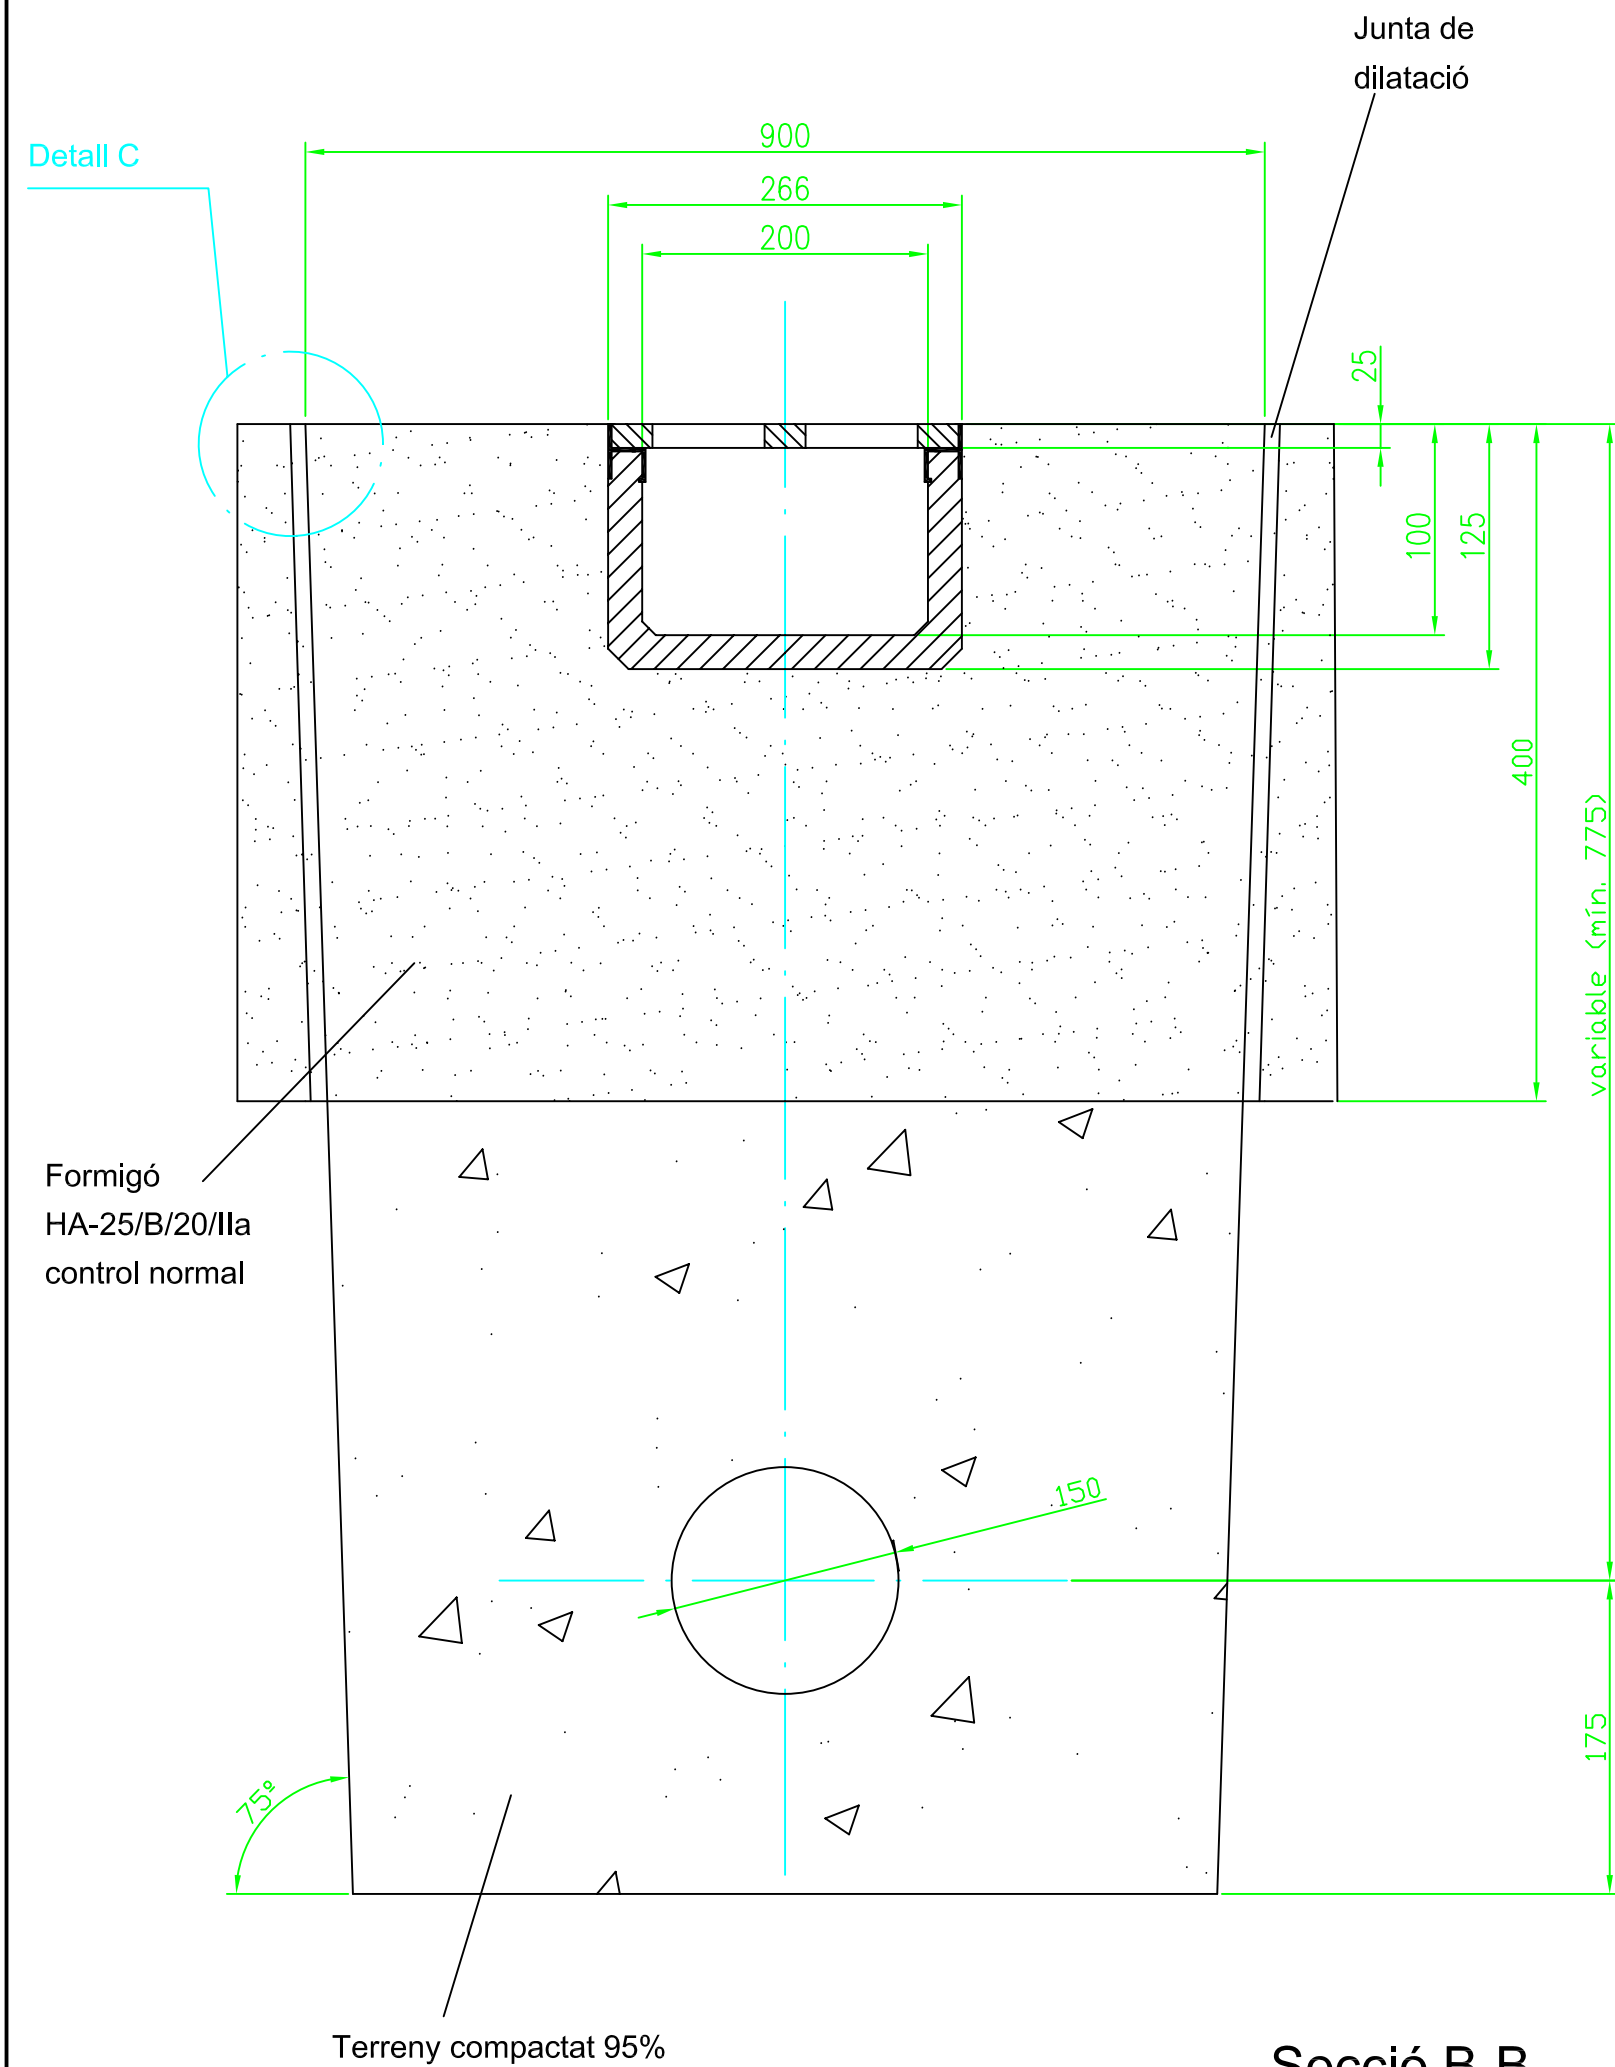 Junta de
dilatació
Detall C
900
266
200
25
100
125
400
variable (mín. 775)
Formigó
HA-25/B/20/IIa
control normal
150
175
75º
Terreny compactat 95%
Secció B-B